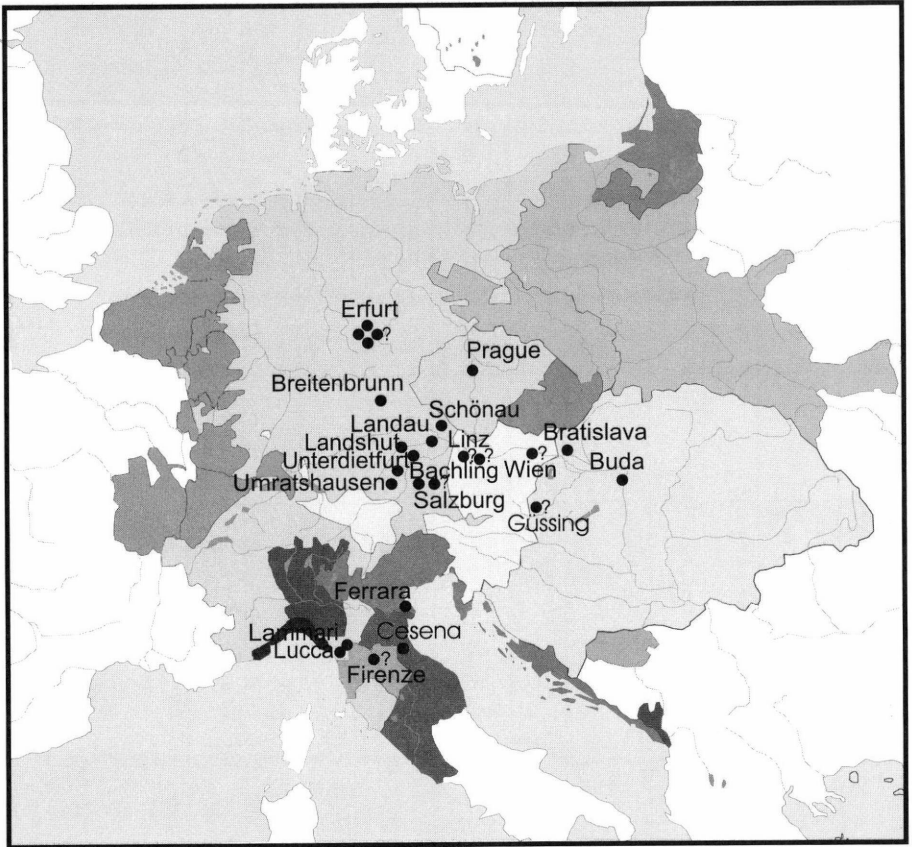 Erfurt
?
Prague
Breitenbrunn
Schönau
Landau
Landshut
Linz
? ?
Bratislava
?
Unterdietfurt
Bachling
Wien
Buda
Umratshausen
?
Salzburg
?
Güssing
Ferrara
Cesena
Lammari
Lucca
?
Firenze